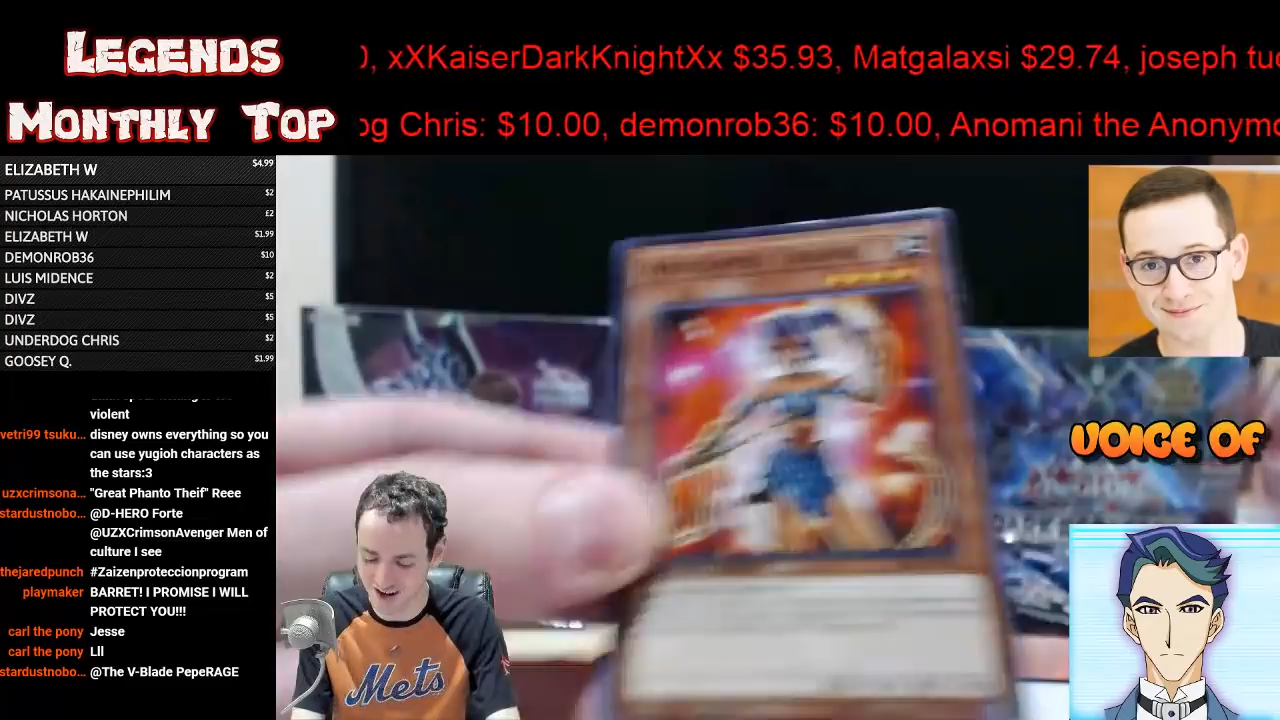 LEGENDS
MONTHLY TOP
, xXKaiserDarkKnightXx $35.93, Matgalaxsi $29.74, joseph
Chris: $10.00, demonrob36: $10.00, Anomani the
ELIZABETH W $4.99
PATUSSUS HAKAINEPHILIM $2
NICHOLAS HORTON £2
ELIZABETH W $1.99
DEMONROB36 $10
LUIS MIDENCE $2
DIVZ $5
DIVZ $5
UNDERDOG CHRIS $2
GOOSEY Q. $1.99
violent
vetri99 tsuku… disney owns everything so you
can use yugioh characters as
the stars:3
uzxcrimsona… "Great Phanto Theif" Reee
stardustnobo… @D-HERO Forte
@UZXCrimsonAvenger Men of
culture I see
thejaredpunch #Zaizenproteccionprogram
playmaker BARRET! I PROMISE I WILL
PROTECT YOU!!!
carl the pony Jesse
carl the pony Lll
stardustnobo… @The V-Blade PepeRAGE
VOICE OF
Mets